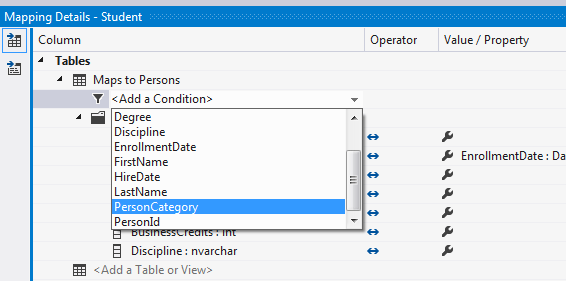 Mapping Details - Student
Column Operator Value / Property
Tables
Maps to Persons
<Add a Condition>
Degree
Discipline
EnrollmentDate
EnrollmentDate : Da
FirstName
HireDate
LastName
PersonCategory
PersonId
BusinessCredits : int
Discipline : nvarchar
<Add a Table or View>